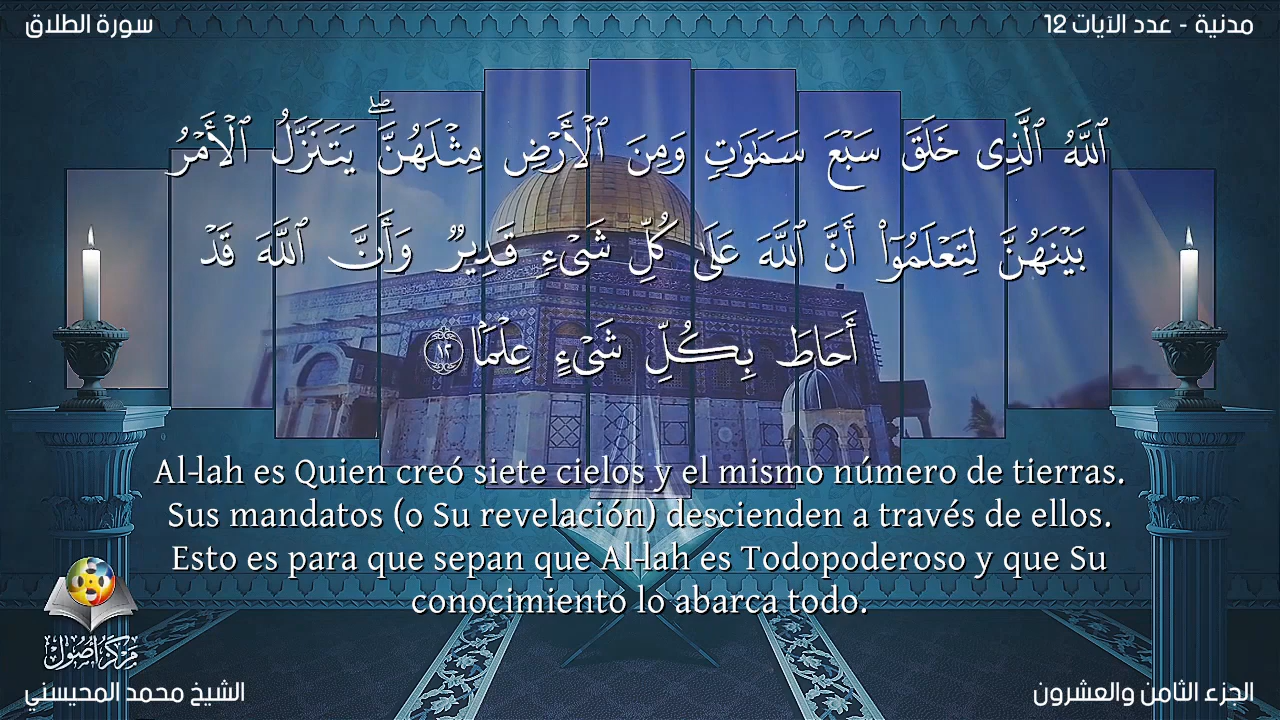 سورة الطلاق
مدنية - عدد الآيات 12
ٱللَّهُ ٱلَّذِى خَلَقَ سَبْعَ سَمَـٰوَٰتٍ وَمِنَ ٱلْأَرْضِ مِثْلَهُنَّۖ يَتَنَزَّلُ ٱلْأَمْرُ
بَيْنَهُنَّ لِتَعْلَمُوٓا۟ أَنَّ ٱللَّهَ عَلَىٰ كُلِّ شَىْءٍ قَدِيرٌ وَأَنَّ ٱللَّهَ قَدْ
أَحَاطَ بِكُلِّ شَىْءٍ عِلْمًۢا ١٢
Al-lah es Quien creó siete cielos y el mismo número de tierras.
Sus mandatos (o Su revelación) descienden a través de ellos.
Esto es para que sepan que Al-lah es Todopoderoso y que Su
conocimiento lo abarca todo.
مركز أصول
الشيخ محمد المحيسني
الجزء الثامن والعشرون